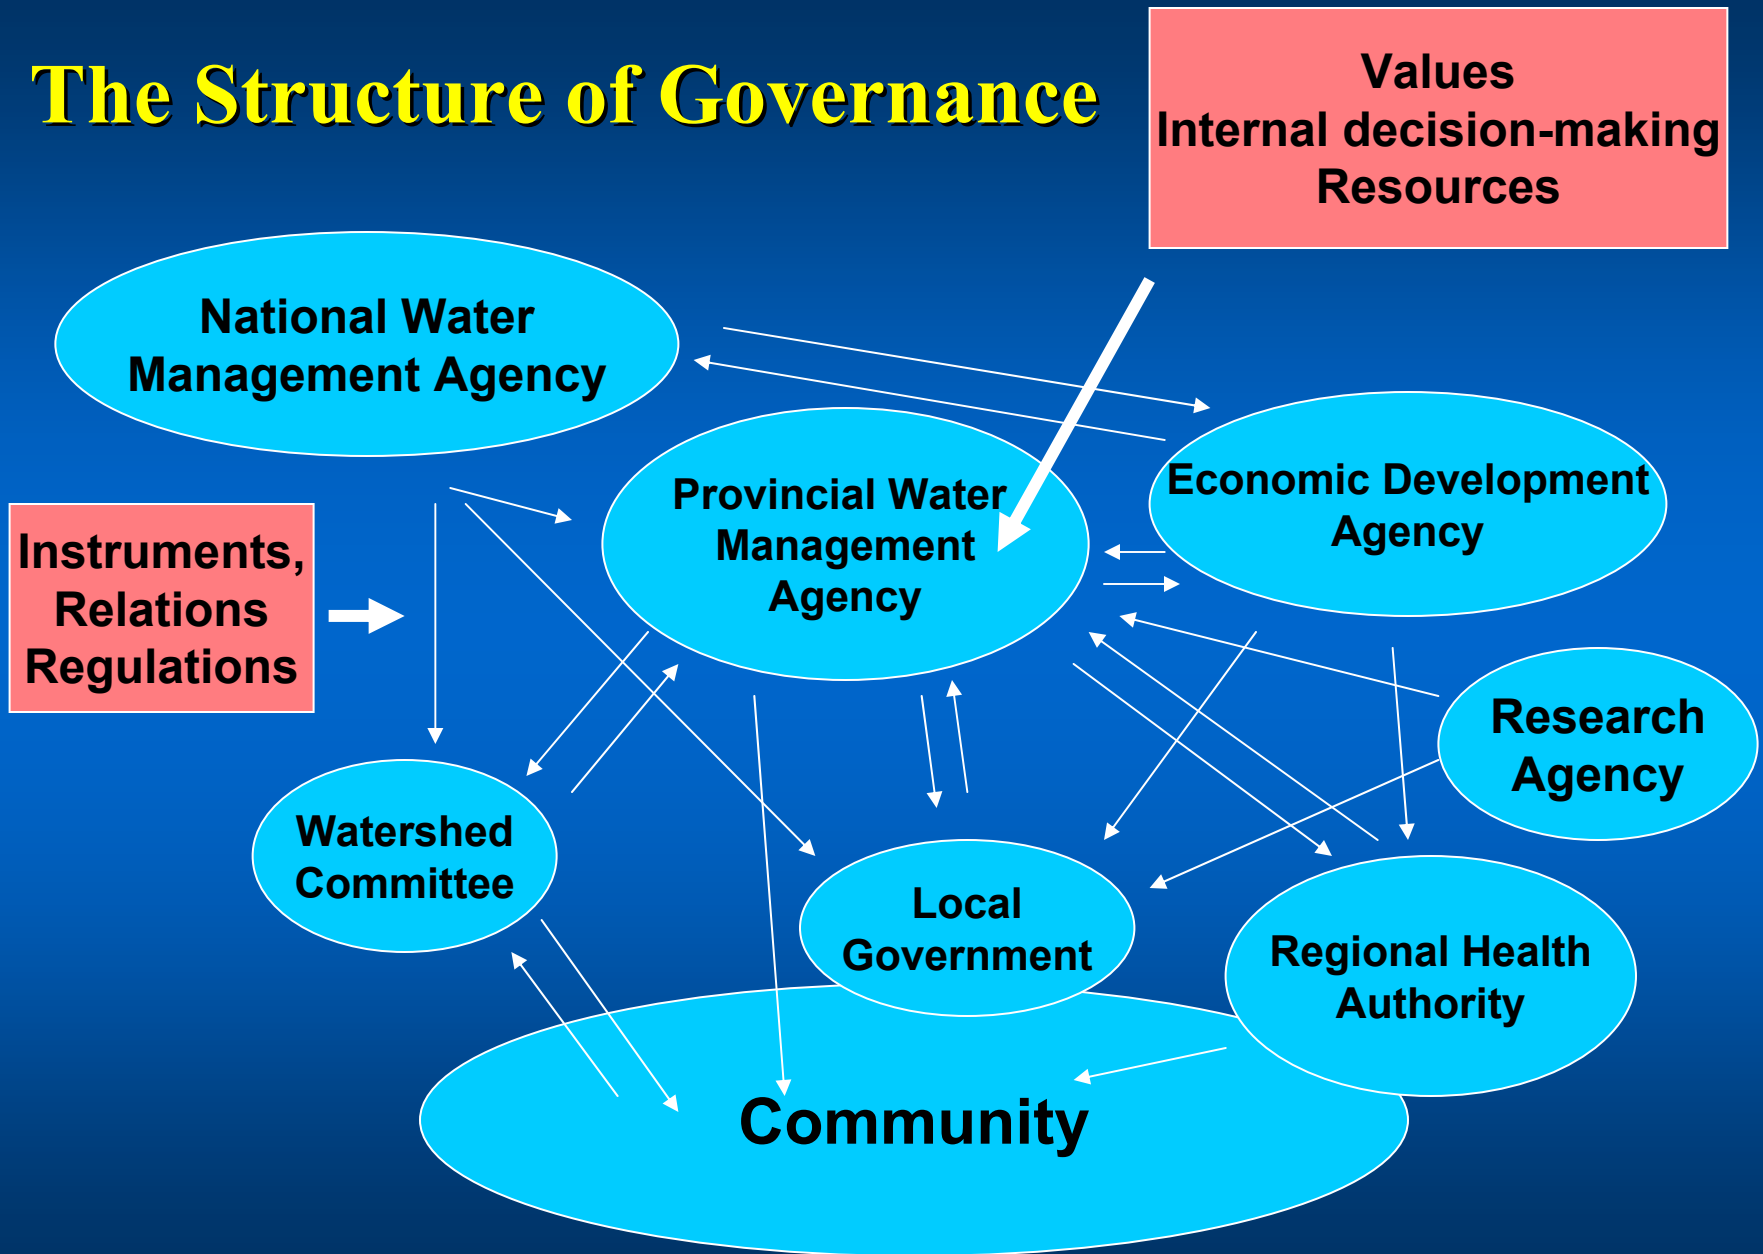 The Structure of Governance
Values
Internal decision-making
Resources
National Water
Management Agency
Provincial Water
Management
Agency
Economic Development
Agency
Instruments,
Relations
Regulations
Research
Agency
Watershed
Committee
Local
Government
Regional Health
Authority
Community